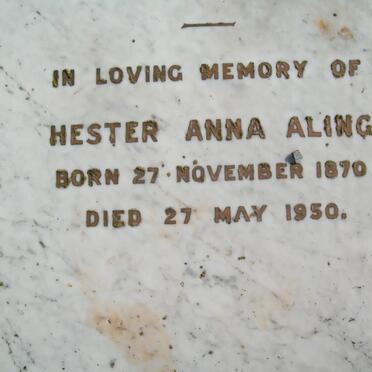 IN LOVING MEMORY OF
HESTER ANNA ALING
BORN 27 NOVEMBER 1870
DIED 27 MAY 1950.